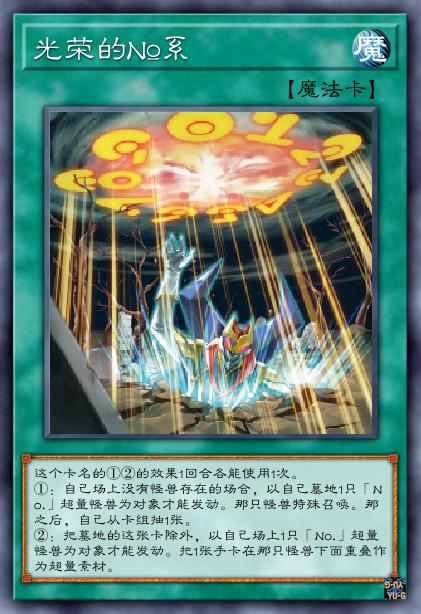 光荣的No系
魔
【魔法卡】
这个卡名的①②的效果1回合各能使用1次。
①：自己场上没有怪兽存在的场合，以自己墓地1只「N
o.」超量怪兽为对象才能发动。那只怪兽特殊召唤。那
之后，自己从卡组抽1张。
②：把墓地的这张卡除外，以自己场上1只「No.」超量
怪兽为对象才能发动。把1张手卡在那只怪兽下面重叠作
为超量素材。